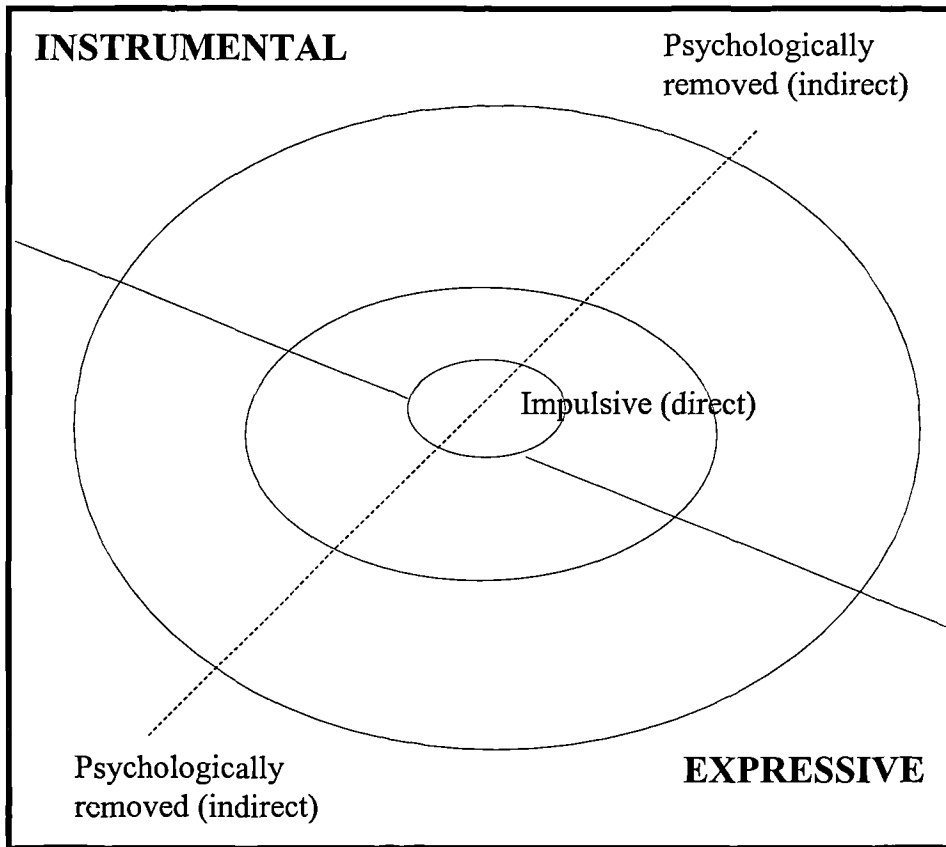 INSTRUMENTAL
Psychologically
removed (indirect)
Impulsive (direct)
Psychologically
removed (indirect)
EXPRESSIVE